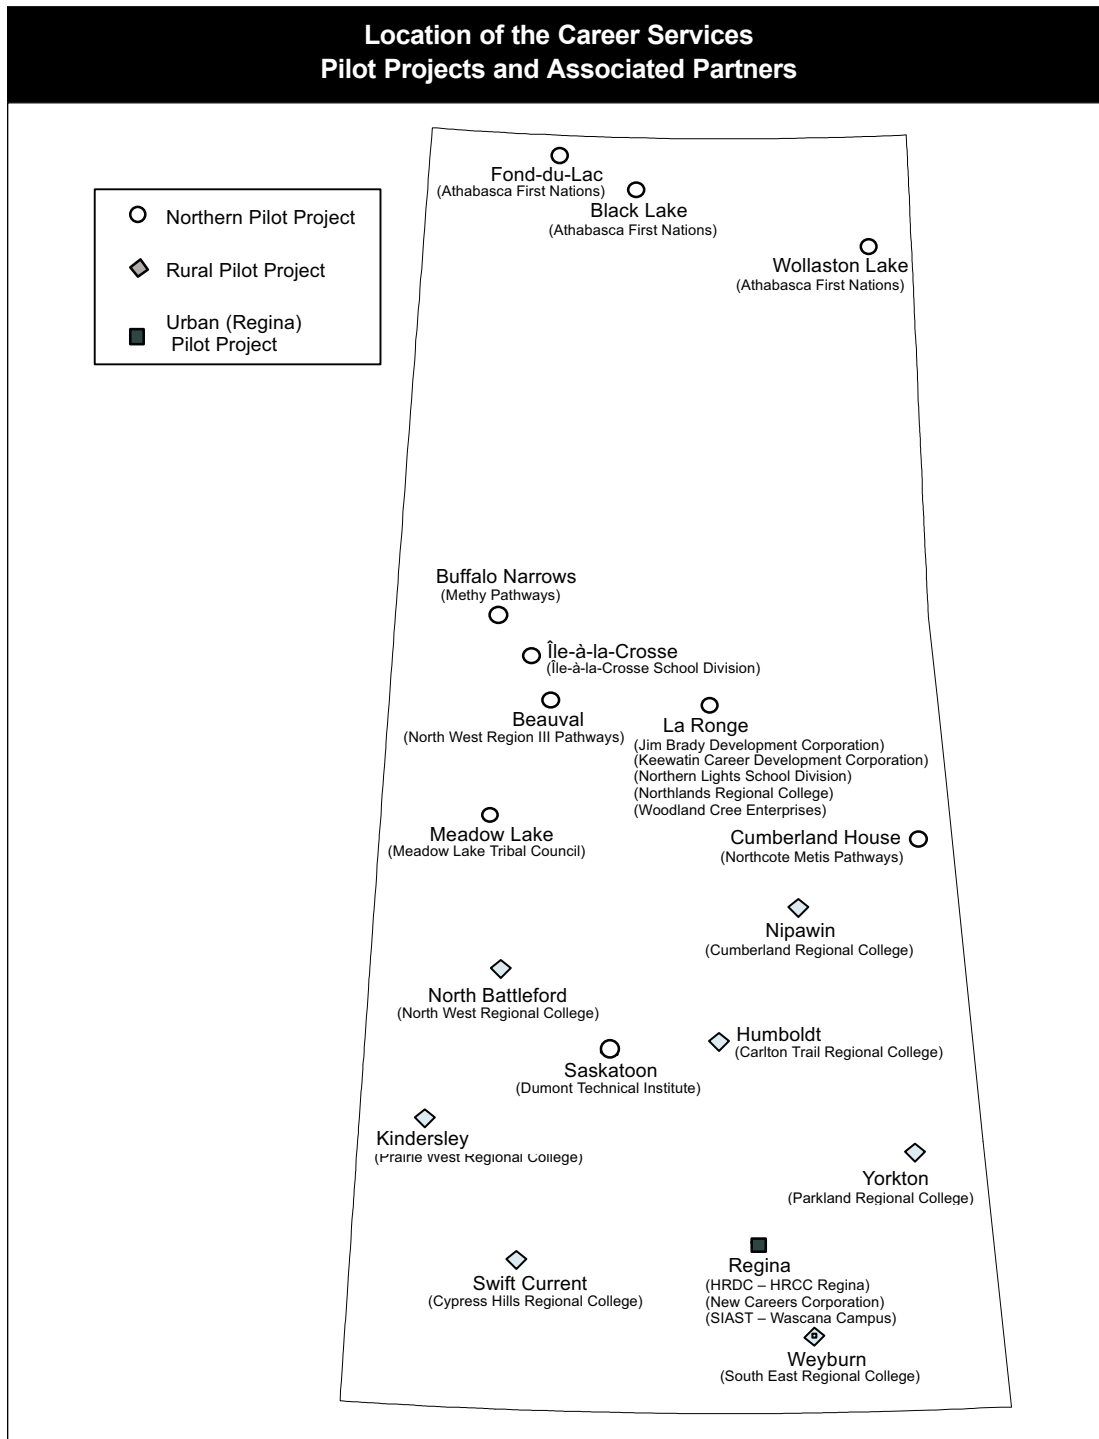 Location of the Career Services
Pilot Projects and Associated Partners
Northern Pilot Project
Rural Pilot Project
Urban (Regina)
Pilot Project
Fond-du-Lac
(Athabasca First Nations)
Black Lake
(Athabasca First Nations)
Wollaston Lake
(Athabasca First Nations)
Buffalo Narrows
(Methy Pathways)
Île-à-la-Crosse
(Île-à-la-Crosse School Division)
Beauval
(North West Region III Pathways)
La Ronge
(Jim Brady Development Corporation)
(Keewatin Career Development Corporation)
(Northern Lights School Division)
(Northlands Regional College)
(Woodland Cree Enterprises)
Meadow Lake
(Meadow Lake Tribal Council)
Cumberland House
(Northcote Metis Pathways)
Nipawin
(Cumberland Regional College)
North Battleford
(North West Regional College)
Humboldt
(Carlton Trail Regional College)
Saskatoon
(Dumont Technical Institute)
Kindersley
(Prairie West Regional College)
Yorkton
(Parkland Regional College)
Regina
(HRDC – HRCC Regina)
(New Careers Corporation)
(SIAST – Wascana Campus)
Swift Current
(Cypress Hills Regional College)
Weyburn
(South East Regional College)